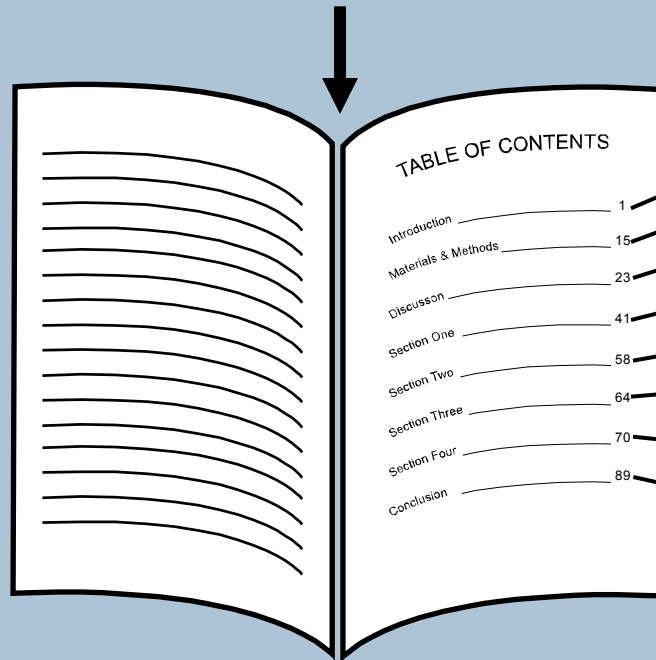 TABLE OF CONTENTS
Introduction 1
Materials & Methods 15
Discusson 23
Section One 41
Section Two 58
Section Three 64
Section Four 70
Conclusion 89